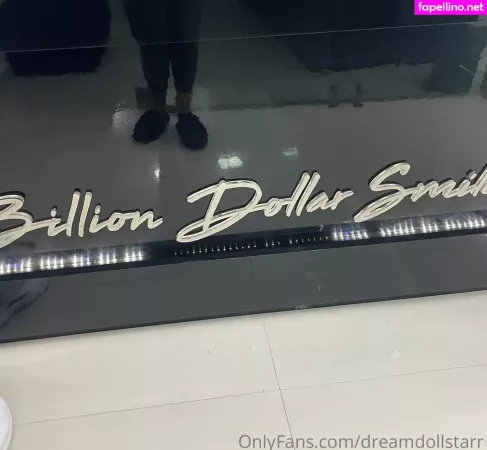 fapellino.net
Billion Dollar Smil
OnlyFans.com/dreamdollstarr